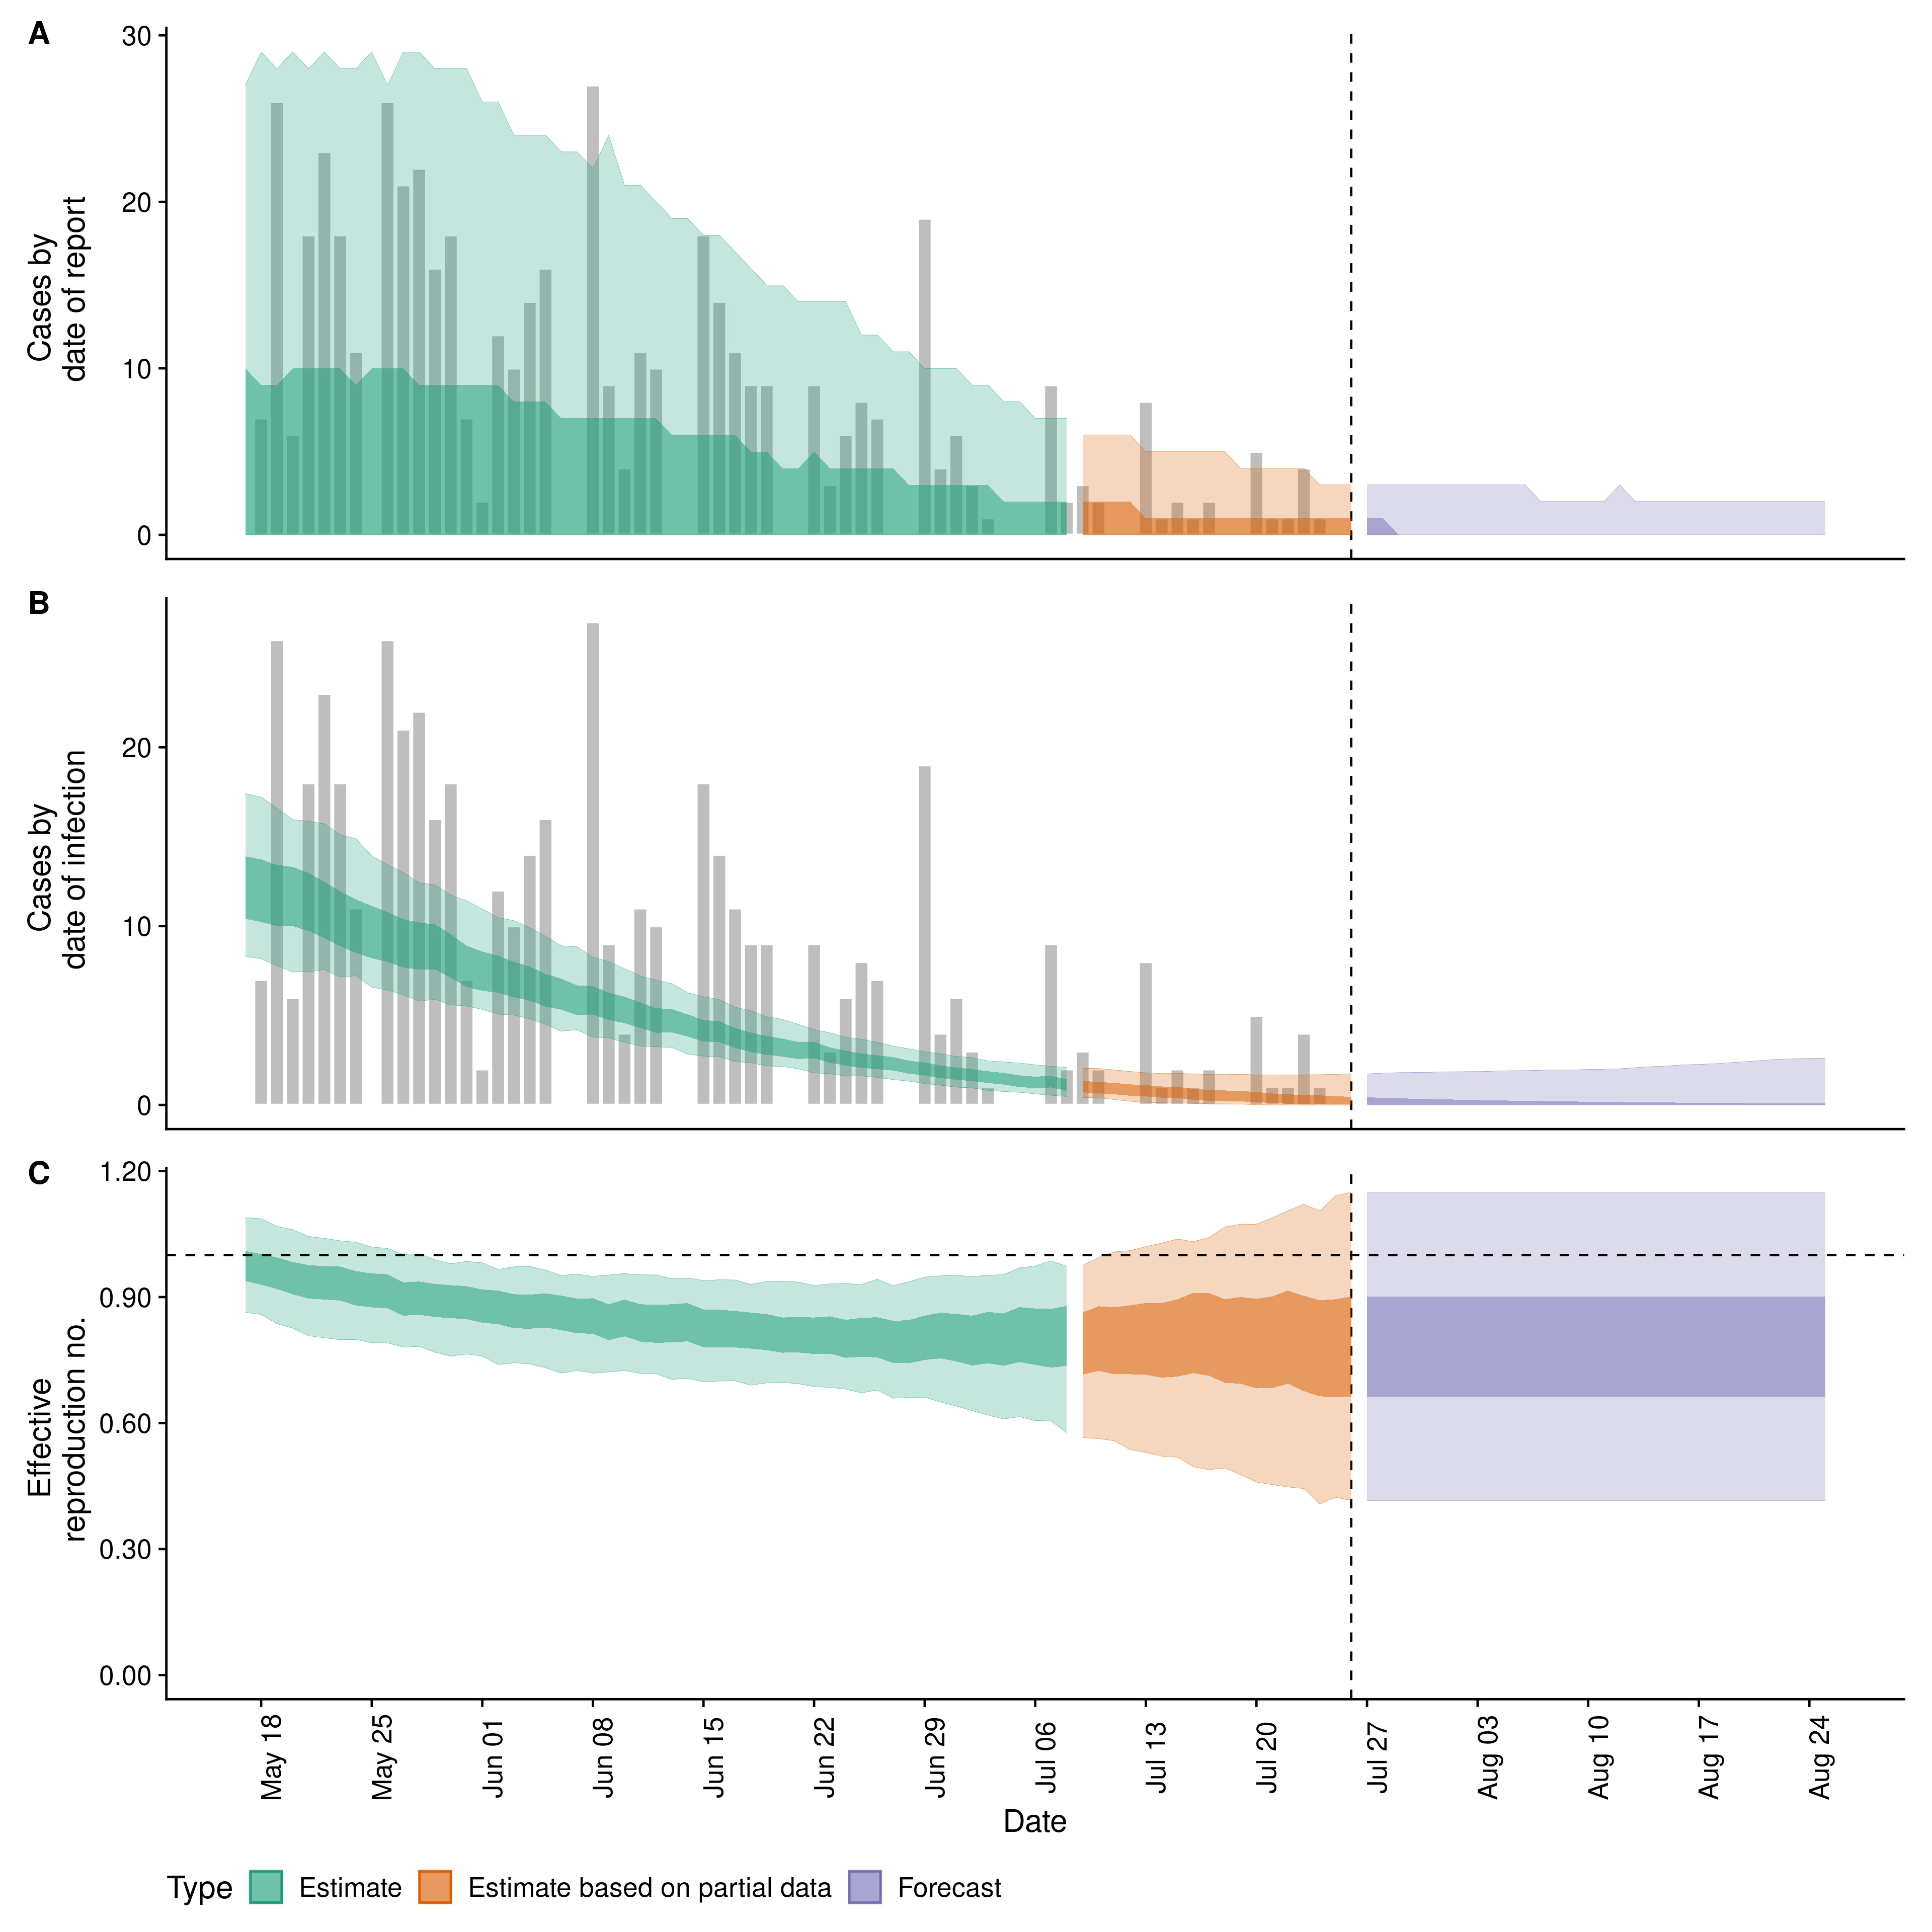 A
30
20
10
0
Cases by
date of report
B
20
10
0
Cases by
date of infection
C
1.20
0.90
0.60
0.30
0.00
Effective
reproduction no.
May 18
May 25
Jun 01
Jun 08
Jun 15
Jun 22
Jun 29
Jul 06
Jul 13
Jul 20
Jul 27
Aug 03
Aug 10
Aug 17
Aug 24
Date
Type Estimate Estimate based on partial data Forecast